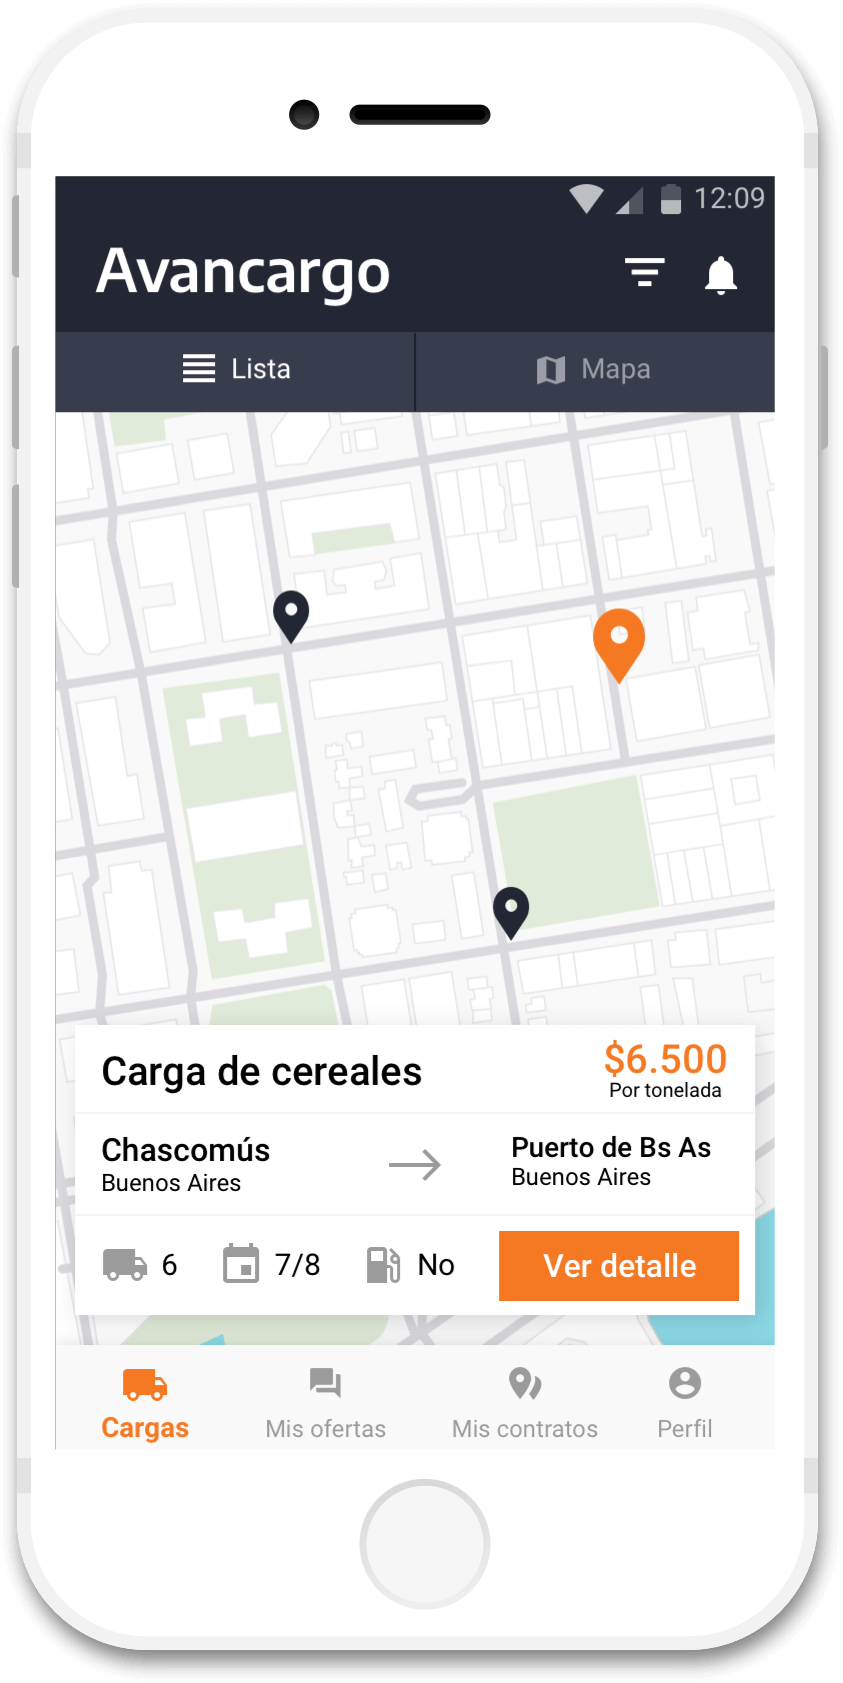 12:09
Avancargo
Lista
Mapa
Carga de cereales
$6.500
Por tonelada
Chascomús
Buenos Aires
Puerto de Bs As
Buenos Aires
6
7/8
No
Ver detalle
Cargas
Mis ofertas
Mis contratos
Perfil